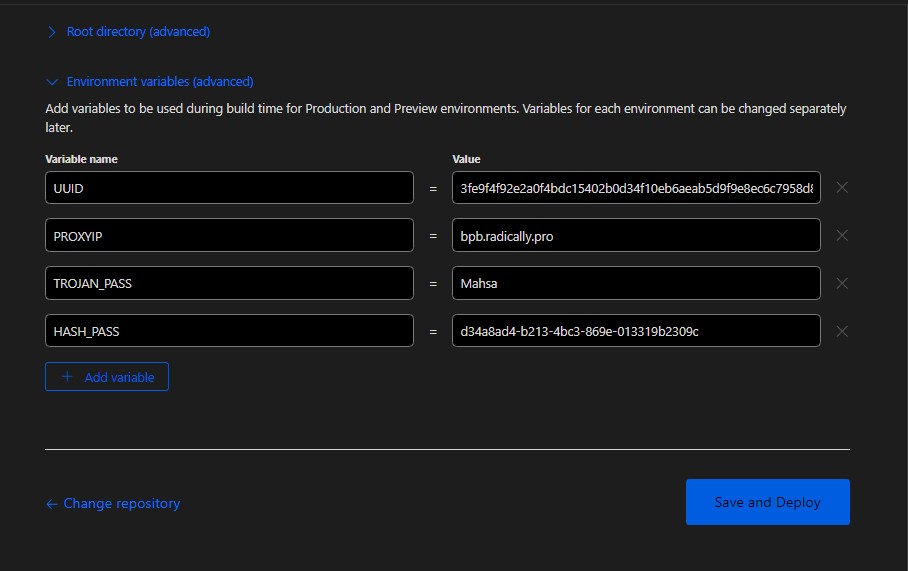 Root directory (advanced)
Environment variables (advanced)
Add variables to be used during build time for Production and Preview environments. Variables for each environment can be changed separately
later.
Variable name Value
UUID = 3fe9f4f92e2a0f4bdc15402b0d34f10eb6aeab5d9f9e8ec6c7958d8
PROXYIP = bpb.radically.pro
TROJAN_PASS = Mahsa
HASH_PASS = d34a8ad4-b213-4bc3-869e-013319b2309c
+ Add variable
← Change repository
Save and Deploy